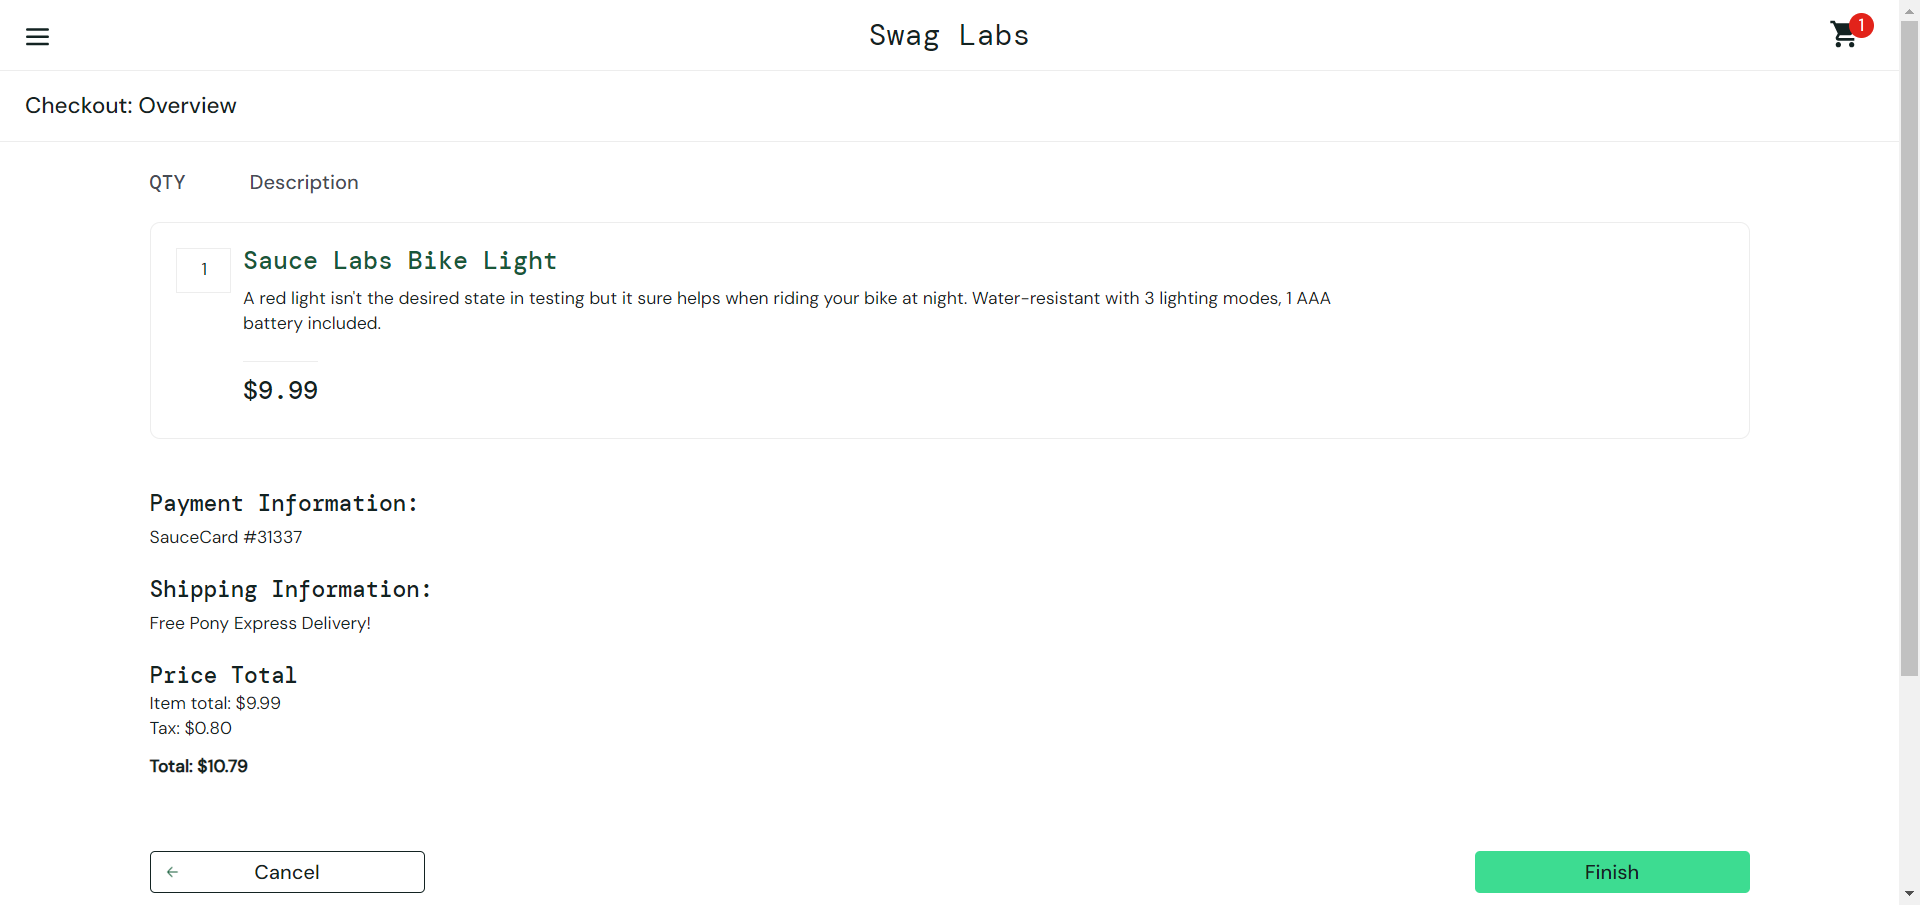 Swag Labs
1
Checkout: Overview
QTY Description
1
Sauce Labs Bike Light
A red light isn't the desired state in testing but it sure helps when riding your bike at night. Water-resistant with 3 lighting modes, 1 AAA
battery included.
$9.99
Payment Information:
SauceCard #31337
Shipping Information:
Free Pony Express Delivery!
Price Total
Item total: $9.99
Tax: $0.80
Total: $10.79
Cancel
Finish